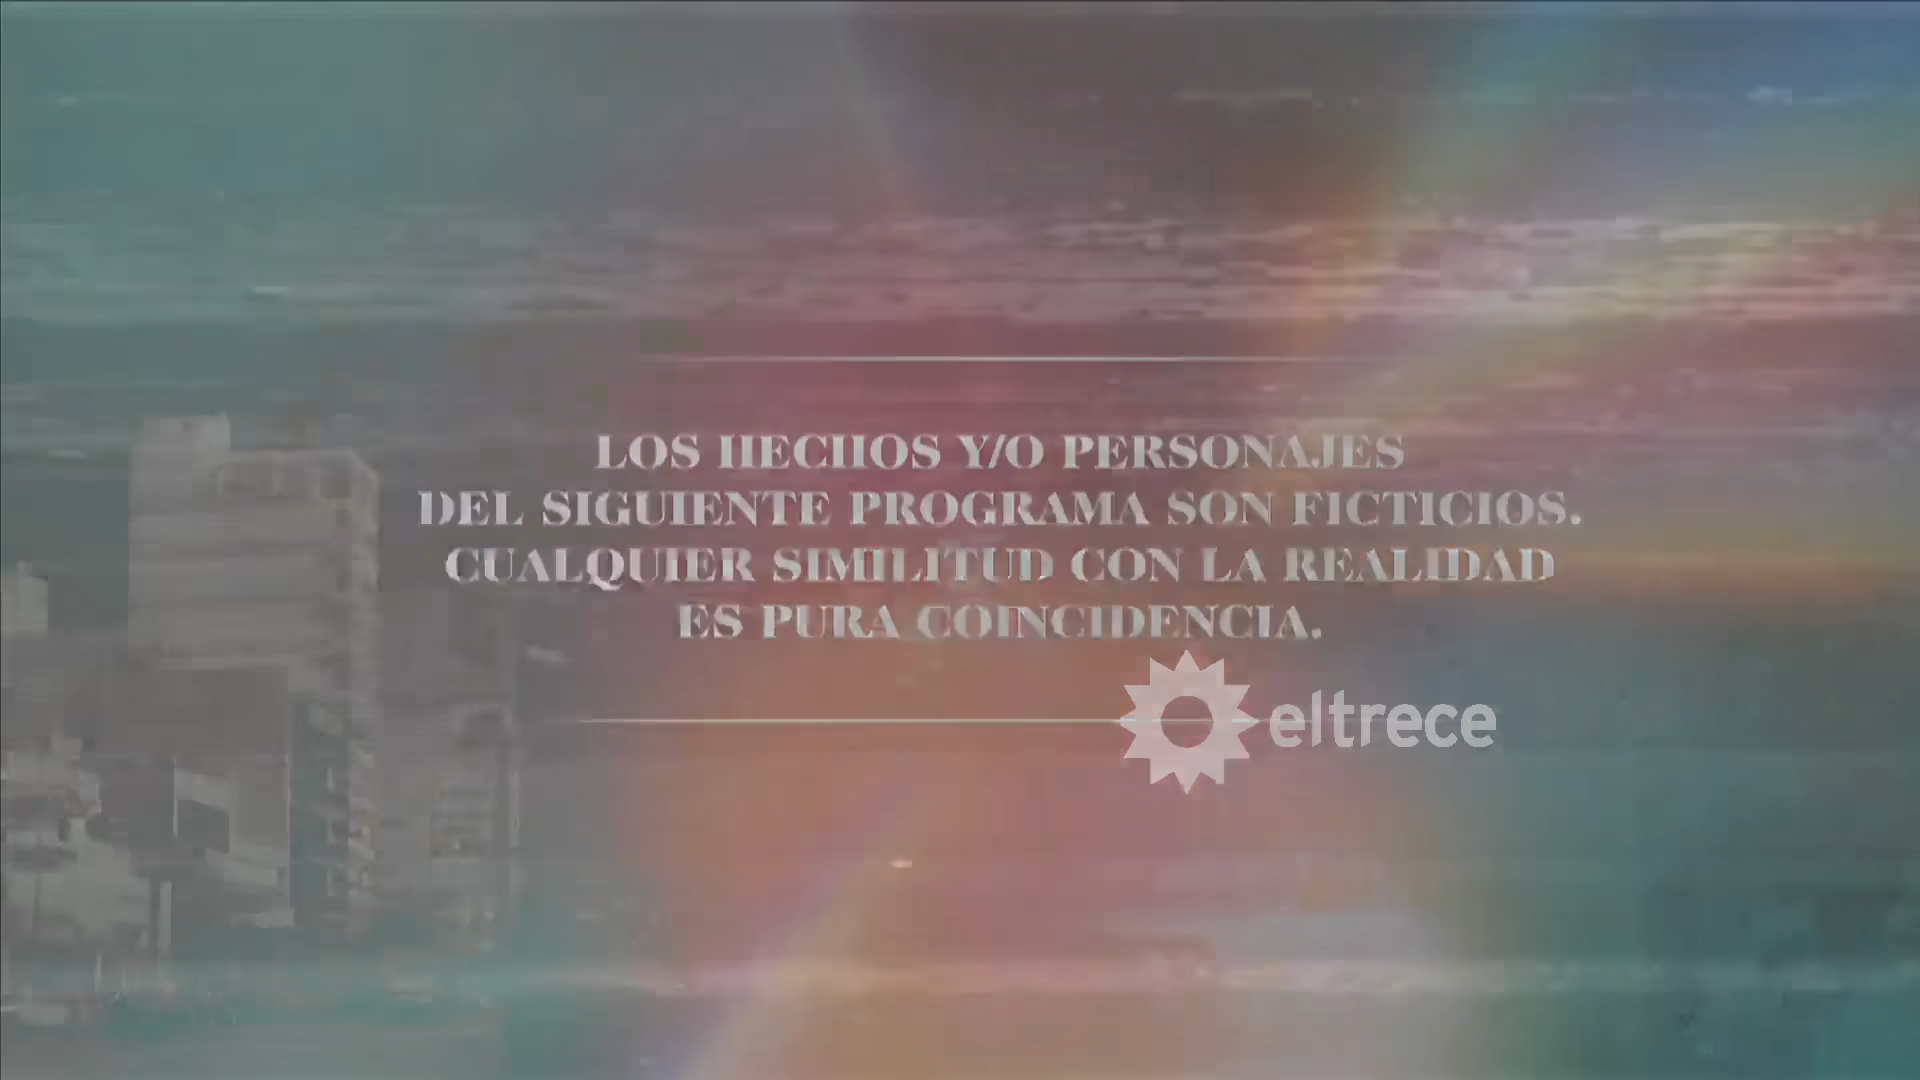 LOS HECHOS Y/O PERSONAJES
DEL SIGUIENTE PROGRAMA SON FICTICIOS.
CUALQUIER SIMILITUD CON LA REALIDAD
ES PURA COINCIDENCIA.
eltrece